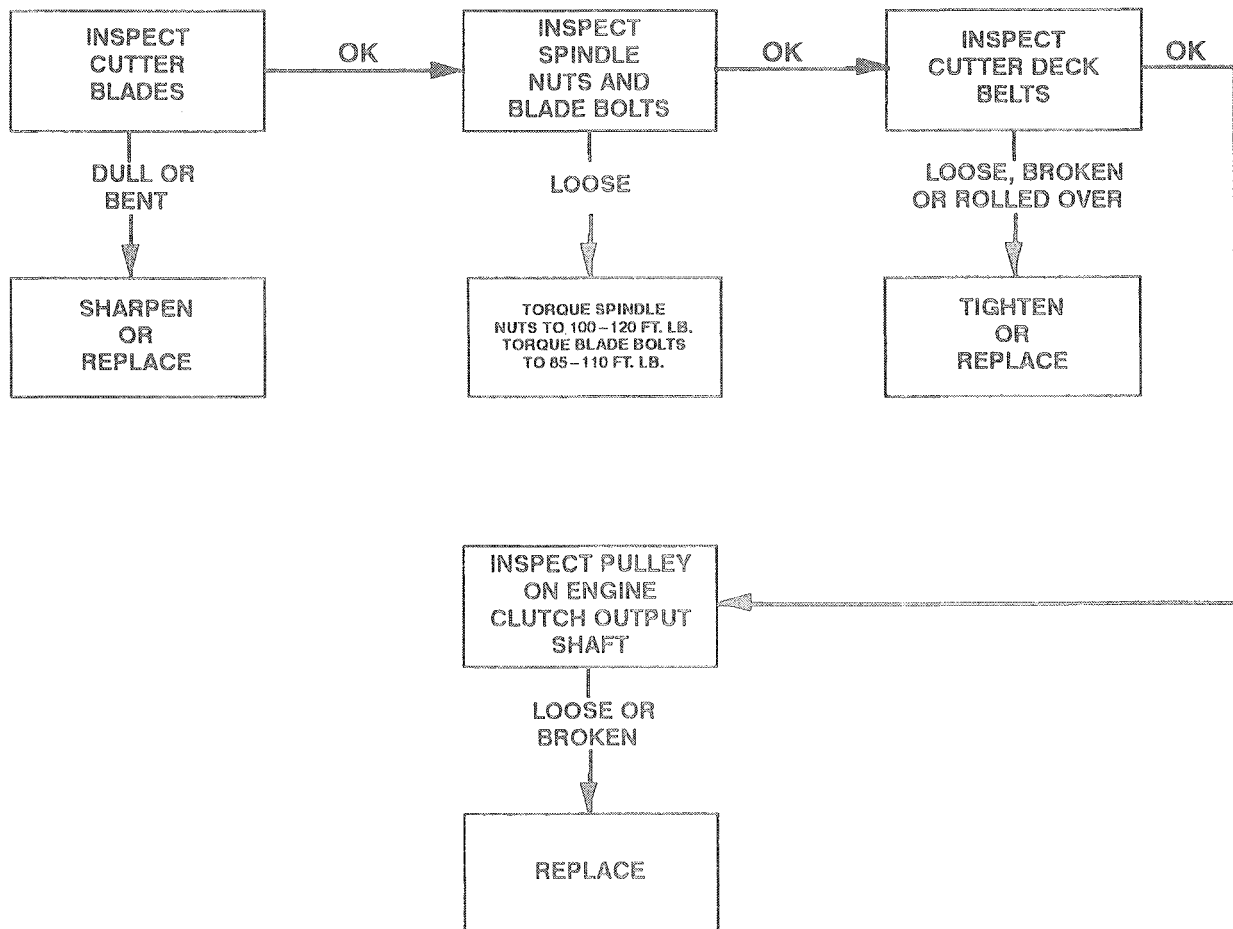 INSPECT
CUTTER
BLADES
OK
INSPECT
SPINDLE
NUTS AND
BLADE BOLTS
OK
INSPECT
CUTTER DECK
BELTS
OK
DULL OR
BENT
LOOSE
LOOSE, BROKEN
OR ROLLED OVER
SHARPEN
OR
REPLACE
TORQUE SPINDLE
NUTS TO 100–120 FT. LB.
TORQUE BLADE BOLTS
TO 85–110 FT. LB.
TIGHTEN
OR
REPLACE
INSPECT PULLEY
ON ENGINE
CLUTCH OUTPUT
SHAFT
LOOSE OR
BROKEN
REPLACE